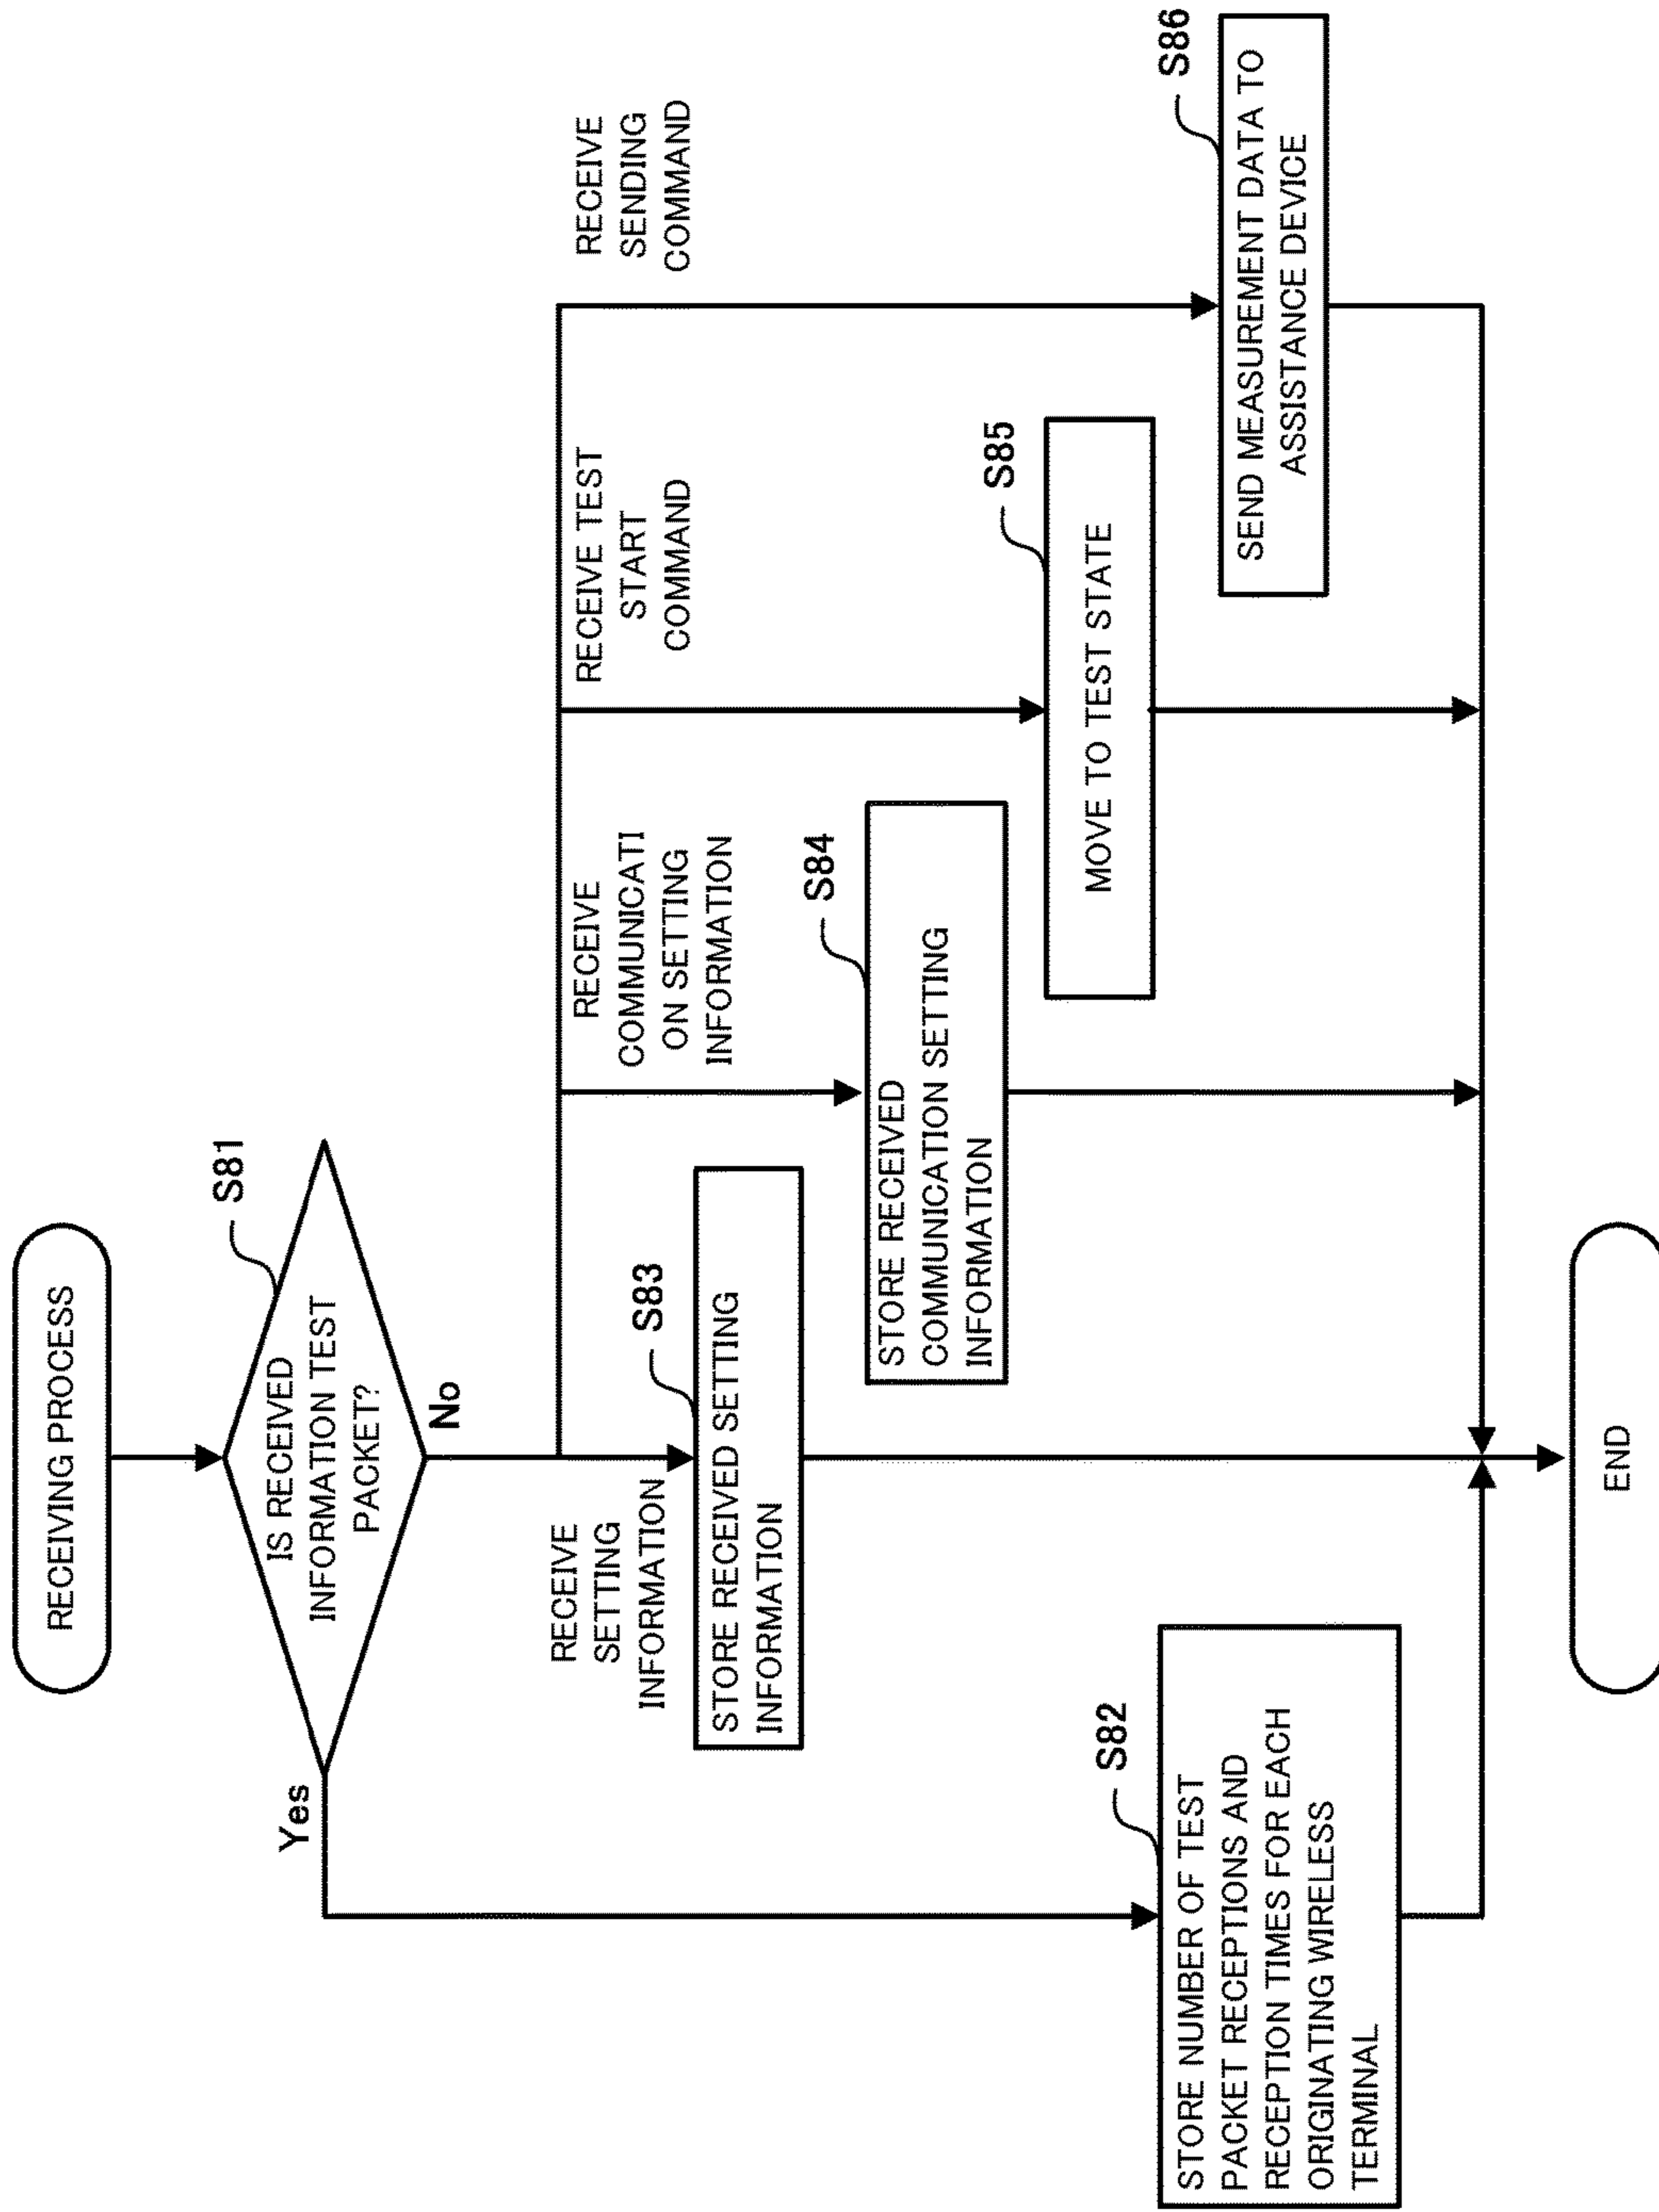 RECEIVING PROCESS
S81
IS RECEIVED
INFORMATION TEST
PACKET?
Yes
No
RECEIVE
SETTING
INFORMATION
RECEIVE
COMMUNICATI
ON SETTING
INFORMATION
RECEIVE TEST
START
COMMAND
RECEIVE
SENDING
COMMAND
S83
STORE RECEIVED SETTING
INFORMATION
S84
STORE RECEIVED
COMMUNICATION SETTING
INFORMATION
S85
MOVE TO TEST STATE
S82
STORE NUMBER OF TEST
PACKET RECEPTIONS AND
RECEPTION TIMES FOR EACH
ORIGINATING WIRELESS
TERMINAL
S86
SEND MEASUREMENT DATA TO
ASSISTANCE DEVICE
END